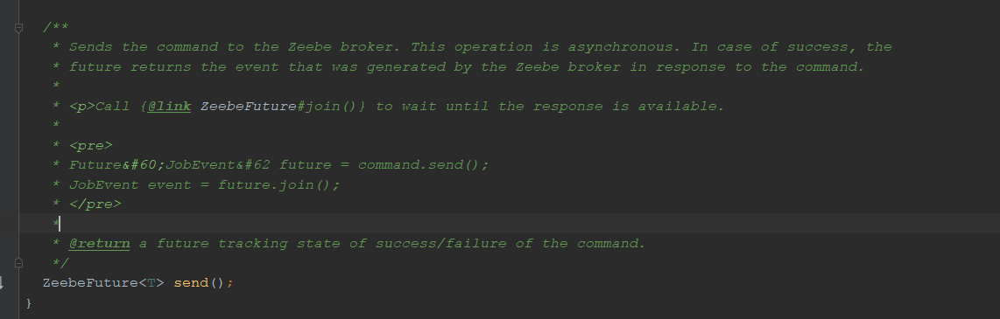 /**
* Sends the command to the Zeebe broker. This operation is asynchronous. In case of success, the
* future returns the event that was generated by the Zeebe broker in response to the command.
*
* <p>Call {@link ZeebeFuture#join()} to wait until the response is available.
*
* <pre>
* Future&#60;JobEvent&#62 future = command.send();
* JobEvent event = future.join();
* </pre>
*
* @return a future tracking state of success/failure of the command.
*/
ZeebeFuture<T> send();
}